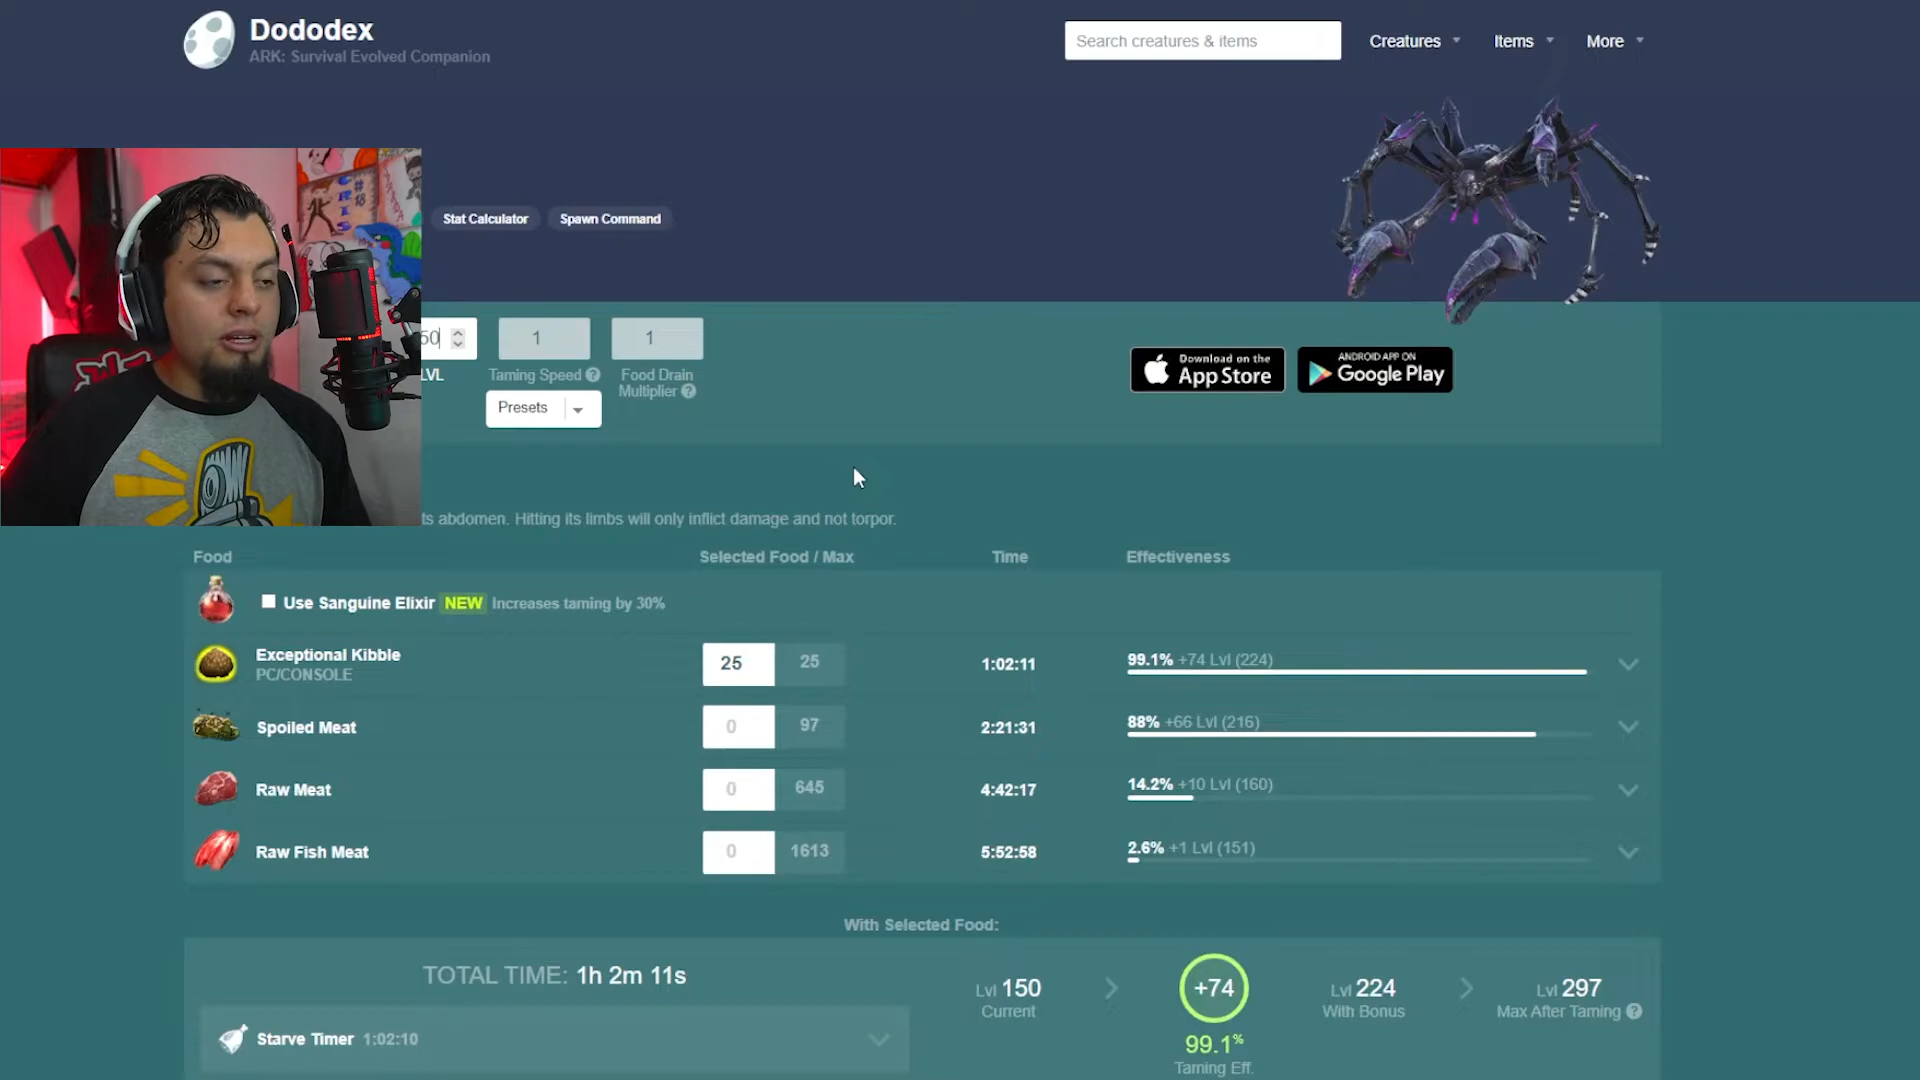 Dododex
ARK: Survival Evolved Companion
Search creatures & items
Creatures
Items
More
Stat Calculator
Spawn Command
50
1
1
LVL
Taming Speed
Food Drain
Multiplier
Presets
Download on the
App Store
ANDROID APP ON
Google Play
ts abdomen. Hitting its limbs will only inflict damage and not torpor.
Food Selected Food / Max Time Effectiveness
Use Sanguine Elixir NEW Increases taming by 30%
Exceptional Kibble
PC/CONSOLE
25 25 1:02:11 99.1% +74 Lvl (224)
Spoiled Meat 0 97 2:21:31 88% +66 Lvl (216)
Raw Meat 0 645 4:42:17 14.2% +10 Lvl (160)
Raw Fish Meat 0 1613 5:52:58 2.6% +1 Lvl (151)
With Selected Food:
TOTAL TIME: 1h 2m 11s
Starve Timer 1:02:10
Lvl 150
Current
+74
99.1%
Taming Eff.
Lvl 224
With Bonus
Lvl 297
Max After Taming